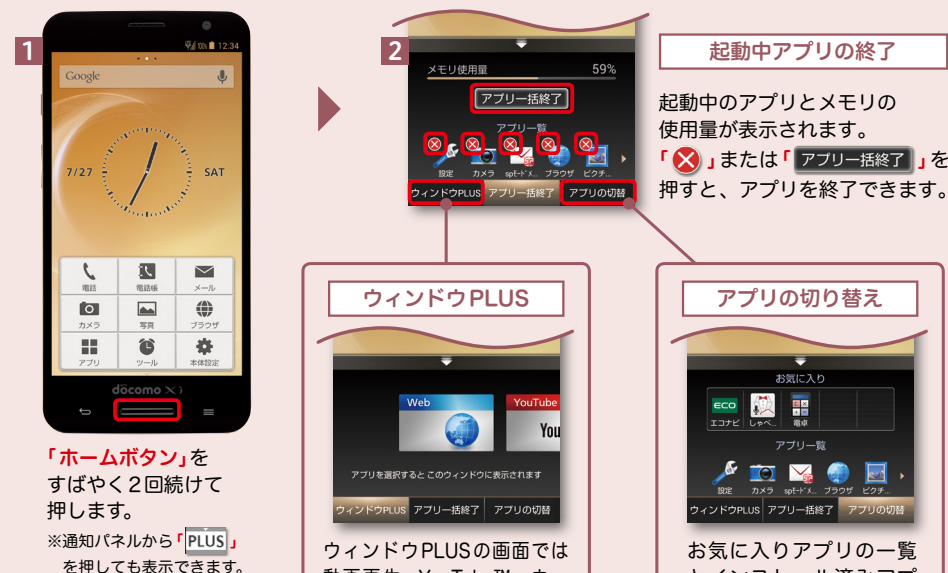 1
100% 12:34
Google
7/27
SAT
電話
電話帳
メール
カメラ
写真
ブラウザ
アプリ
ツール
本体設定
döcomo Xi
「ホームボタン」を
すばやく2回続けて
押します。
※通知パネルから「PLUS」
を押しても表示できます。
2
メモリ使用量 59%
アプリ一括終了
アプリ一覧
設定 カメラ spﾓｰﾄﾞメ... ブラウザ ピクチ...
ウィンドウPLUS アプリ一括終了 アプリの切替
起動中アプリの終了
起動中のアプリとメモリの
使用量が表示されます。
「 」または「 アプリ一括終了 」を
押すと、アプリを終了できます。
ウィンドウPLUS
Web YouTube
You
アプリを選択すると このウィンドウに表示されます
ウィンドウPLUS アプリ一括終了 アプリの切替
ウィンドウPLUSの画面では
アプリの切り替え
お気に入り
eco
エコナビ しゃべ... 電卓
アプリ一覧
設定 カメラ spﾓｰﾄﾞメ... ブラウザ ピクチ...
ウィンドウPLUS アプリ一括終了 アプリの切替
お気に入りアプリの一覧